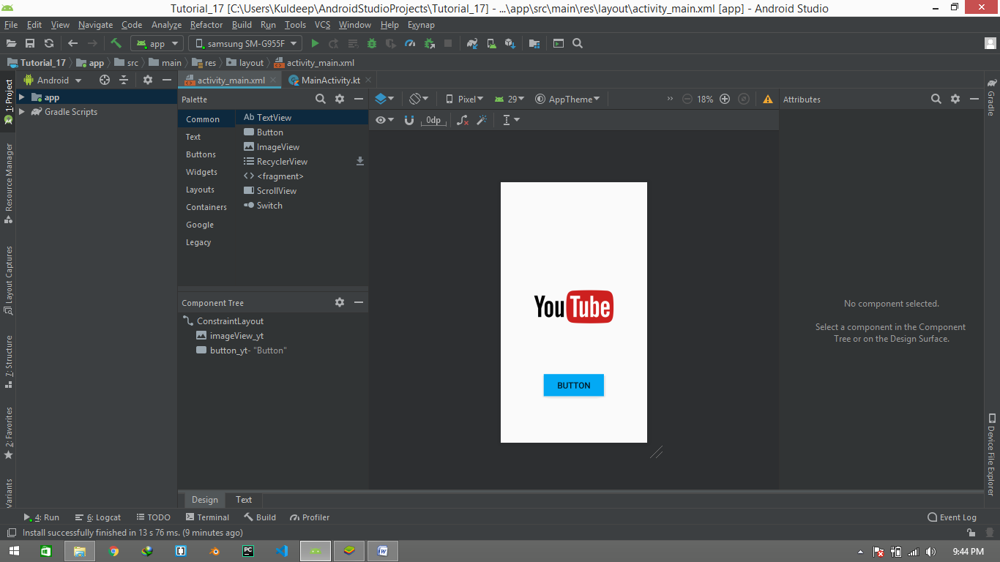 Tutorial_17 [C:\Users\Kuldeep\AndroidStudioProjects\Tutorial_17] - ...\app\src\main\res\layout\activity_main.xml [app] - Android Studio
File Edit View Navigate Code Analyze Refactor Build Run Tools VCS Window Help Exynap
app samsung SM-G955F
Tutorial_17 app src main res layout activity_main.xml
Android activity_main.xml MainActivity.kt
1: Project
Resource Manager
Layout Captures
7: Structure
2: Favorites
Variants
app
Gradle Scripts
Palette
Common
Text
Buttons
Widgets
Layouts
Containers
Google
Legacy
Ab TextView
Button
ImageView
RecyclerView
<fragment>
ScrollView
Switch
Component Tree
ConstraintLayout
imageView_yt
button_yt- "Button"
Pixel 29 AppTheme 18%
0dp
YouTube
BUTTON
Attributes
No component selected.
Select a component in the Component
Tree or on the Design Surface.
Gradle
Device File Explorer
Design Text
4: Run 6: Logcat TODO Terminal Build Profiler Event Log
Install successfully finished in 13 s 76 ms. (9 minutes ago)
PC W 9:44 PM